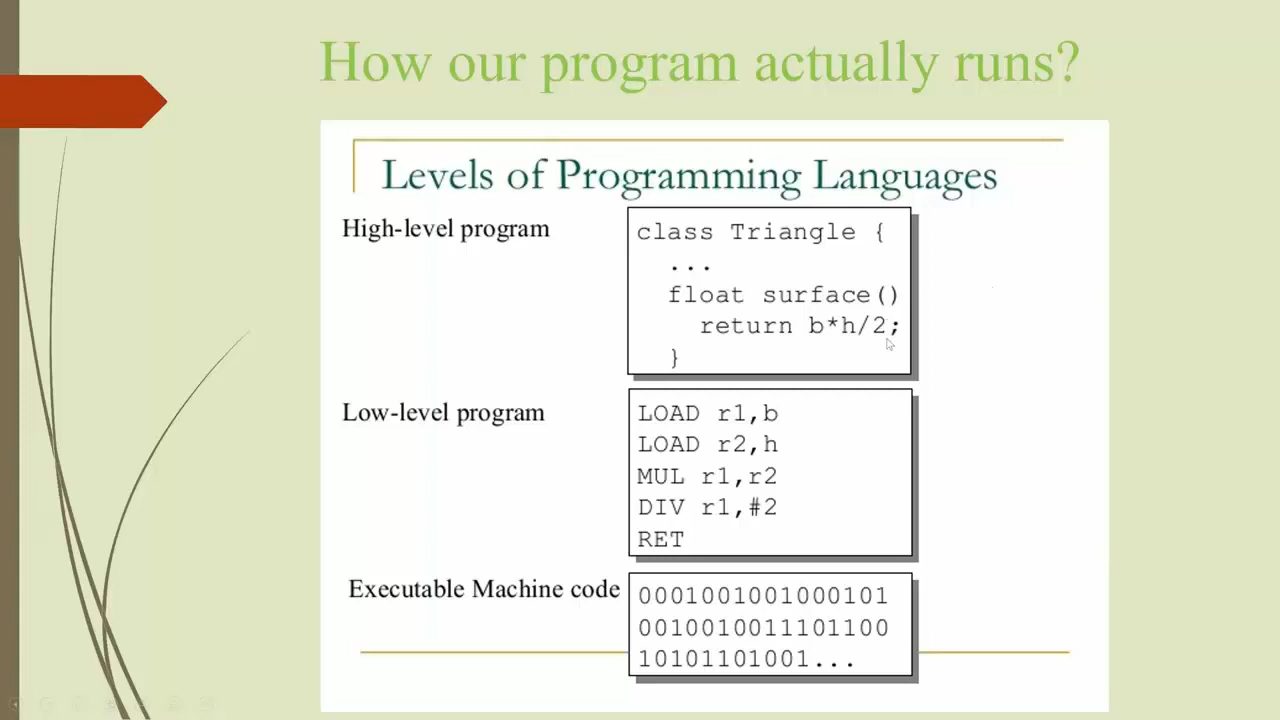 How our program actually runs?
Levels of Programming Languages
High-level program
class Triangle {
...
float surface()
return b*h/2;
}
Low-level program
LOAD r1,b
LOAD r2,h
MUL r1,r2
DIV r1,#2
RET
Executable Machine code
0001001001000101
0010010011101100
10101101001...